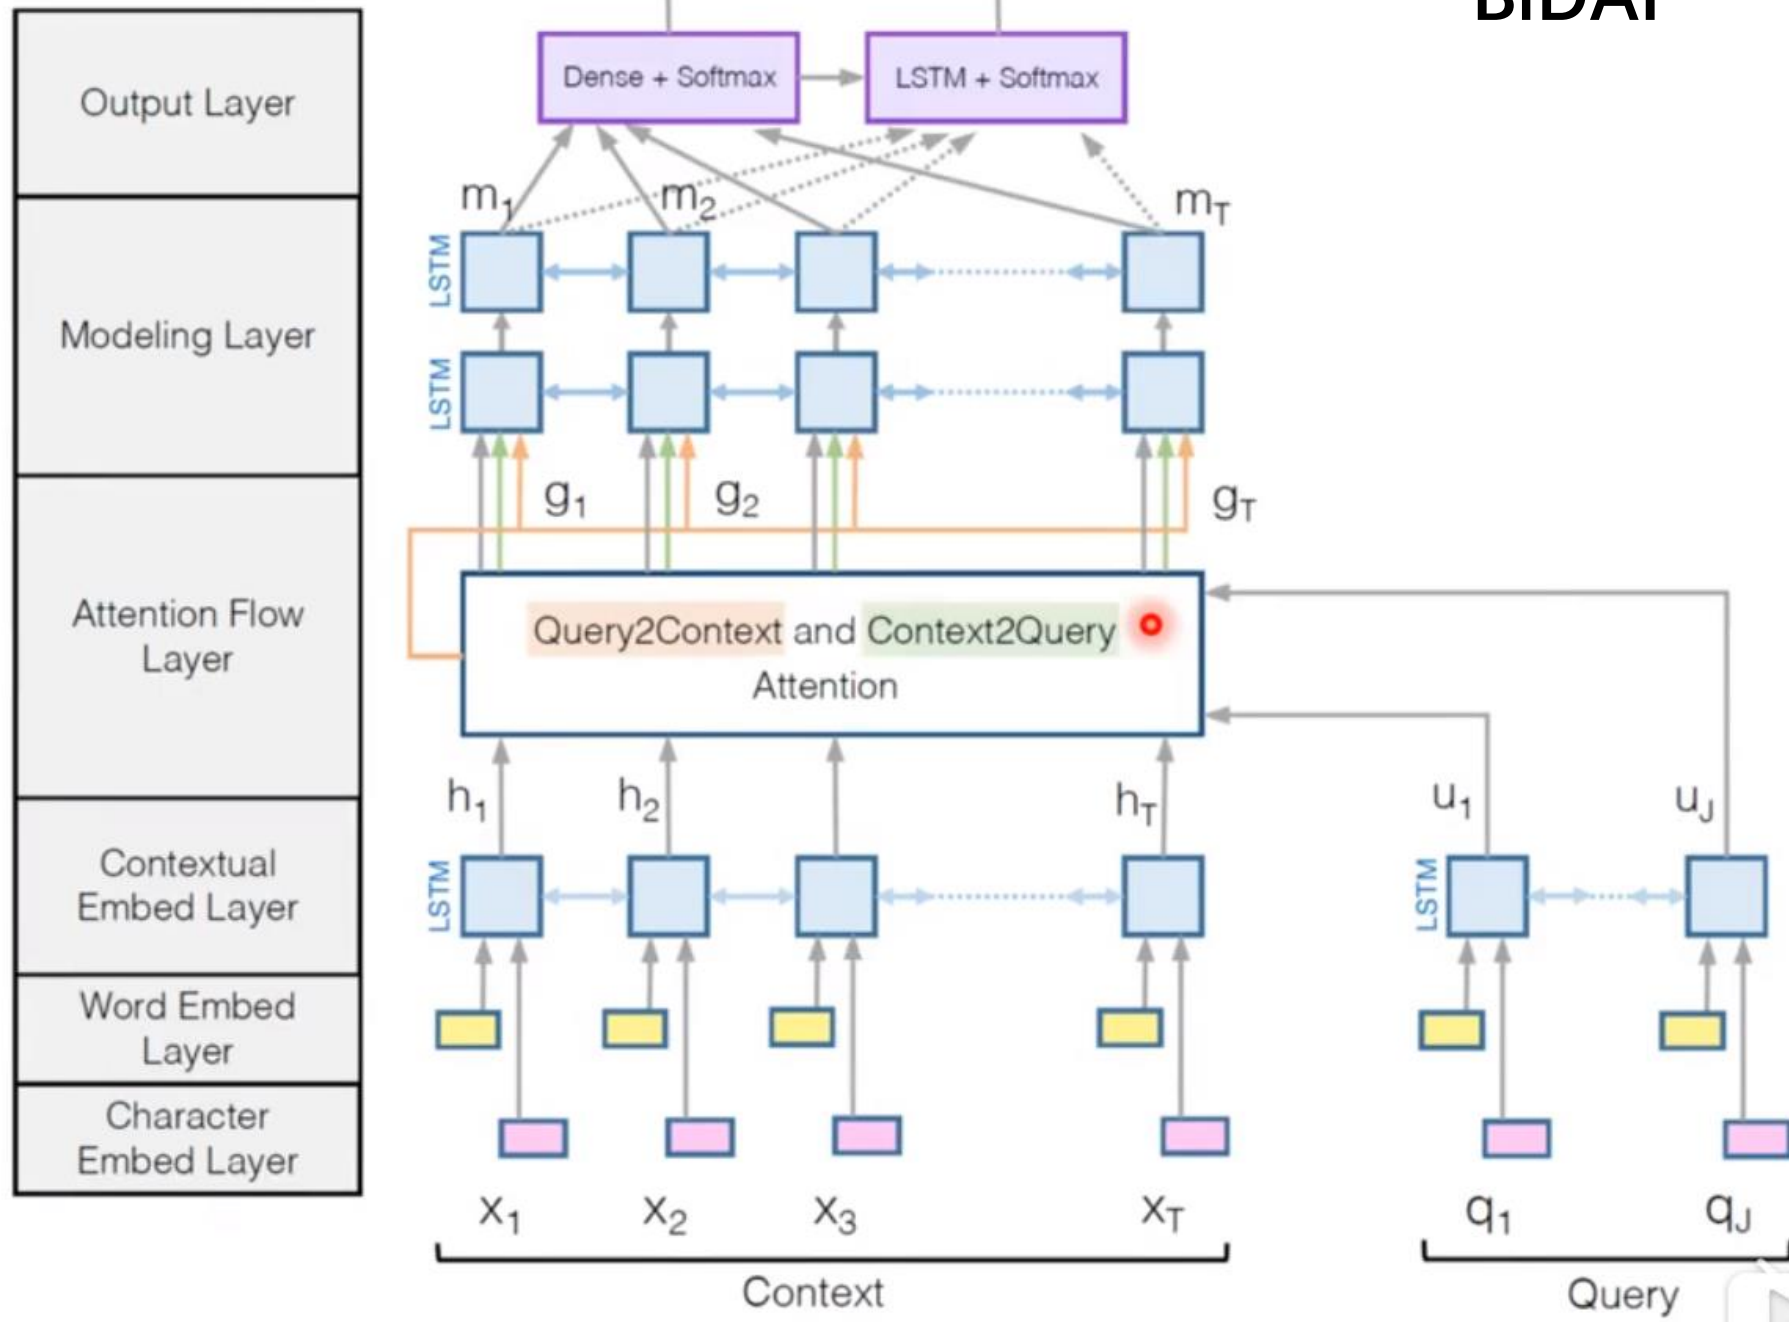 BiDAF
Output Layer
Dense + Softmax
LSTM + Softmax
m1
m2
mT
LSTM
Modeling Layer
LSTM
g1
g2
gT
Attention Flow
Layer
Query2Context and Context2Query
Attention
h1
h2
hT
u1
uJ
Contextual
Embed Layer
LSTM
LSTM
Word Embed
Layer
Character
Embed Layer
x1
x2
x3
xT
q1
qJ
Context
Query